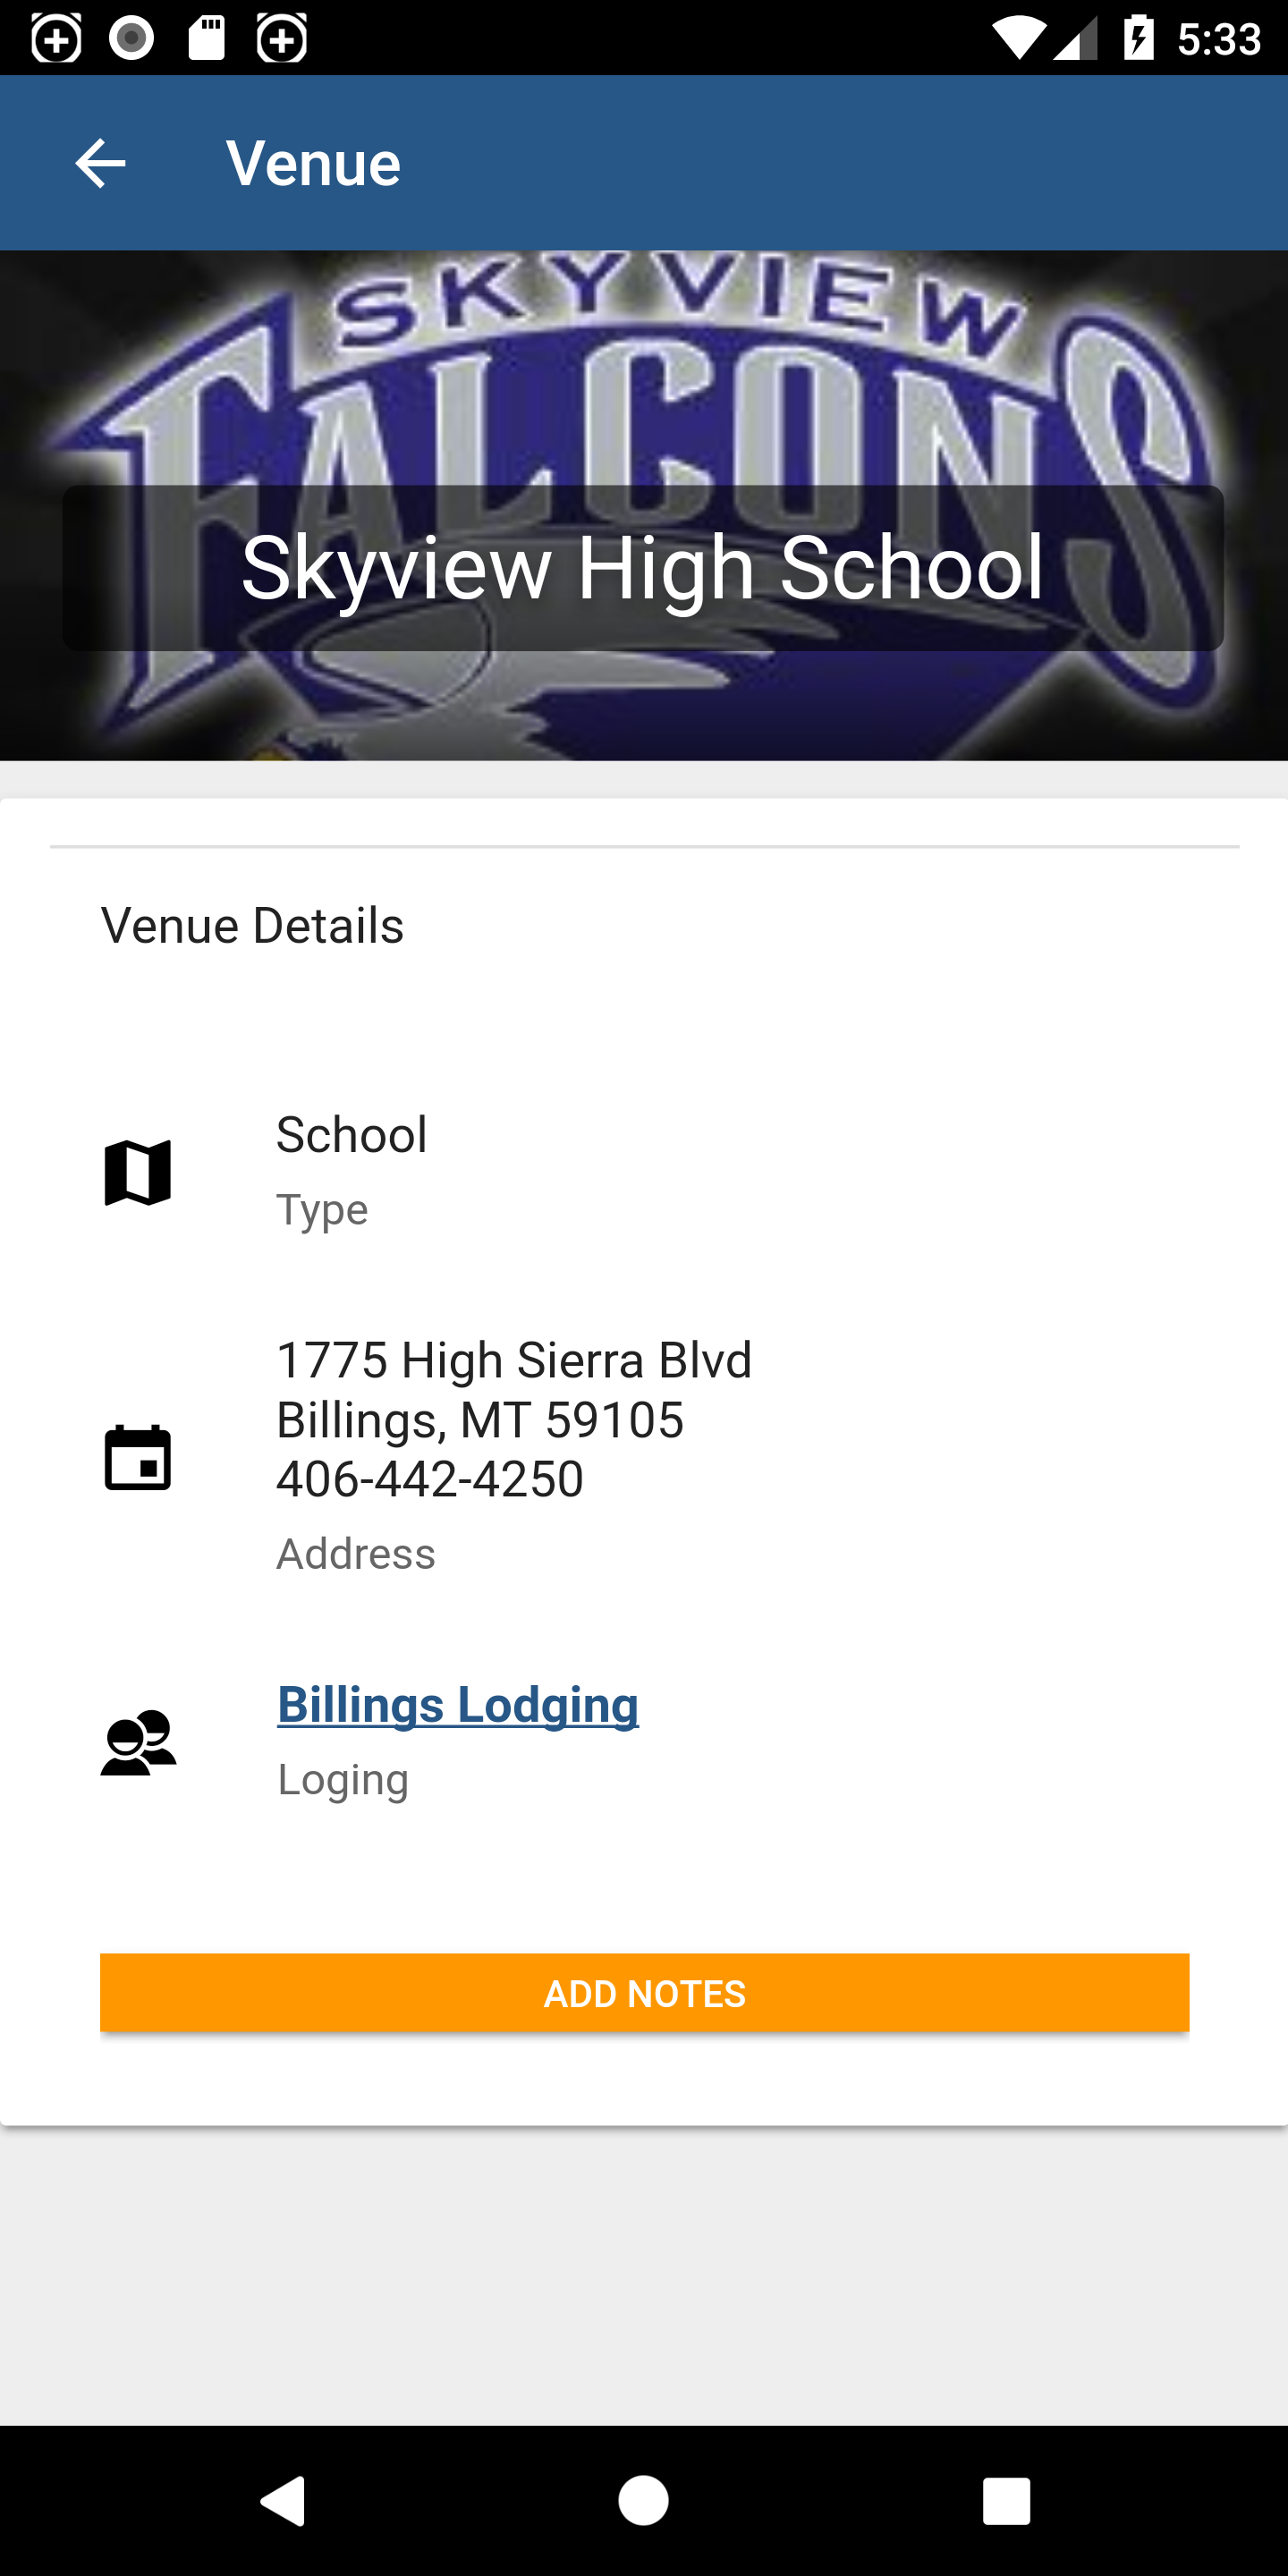 5:33
Venue
SKYVIEW
FALCONS
Skyview High School
Venue Details
School
Type
1775 High Sierra Blvd
Billings, MT 59105
406-442-4250
Address
Billings Lodging
Loging
ADD NOTES